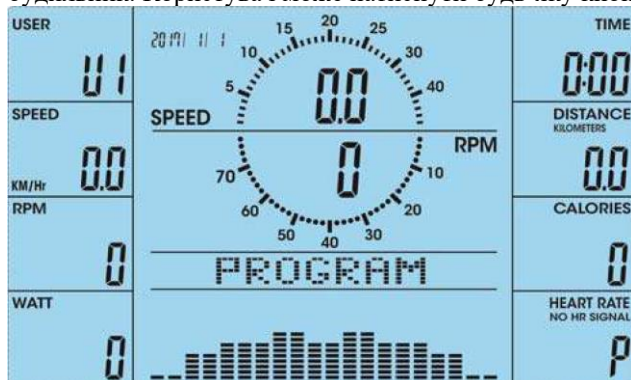 USER
U1
SPEED
KM/Hr 0.0
RPM
0
WATT
0
2017/ 1/ 1
5 10 15 20 25 30 40
SPEED 0.0
RPM 0
70 60 50 40 30 20 10
PROGRAM
TIME
0:00
DISTANCE
KILOMETERS
0.0
CALORIES
0
HEART RATE
NO HR SIGNAL
P